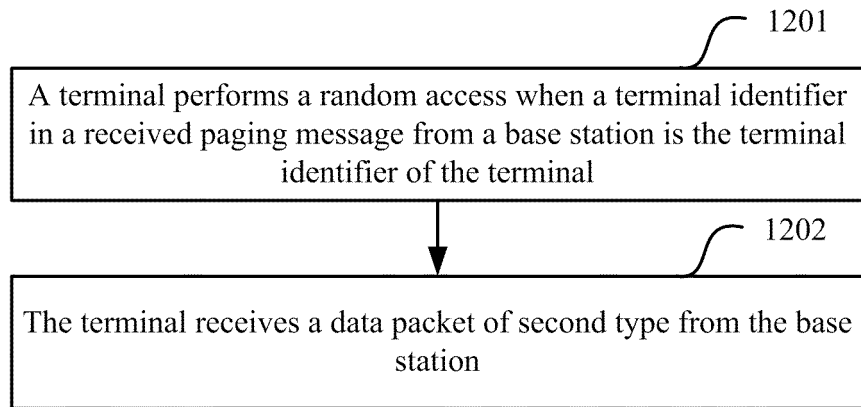 1201
A terminal performs a random access when a terminal identifier
in a received paging message from a base station is the terminal
identifier of the terminal
1202
The terminal receives a data packet of second type from the base
station